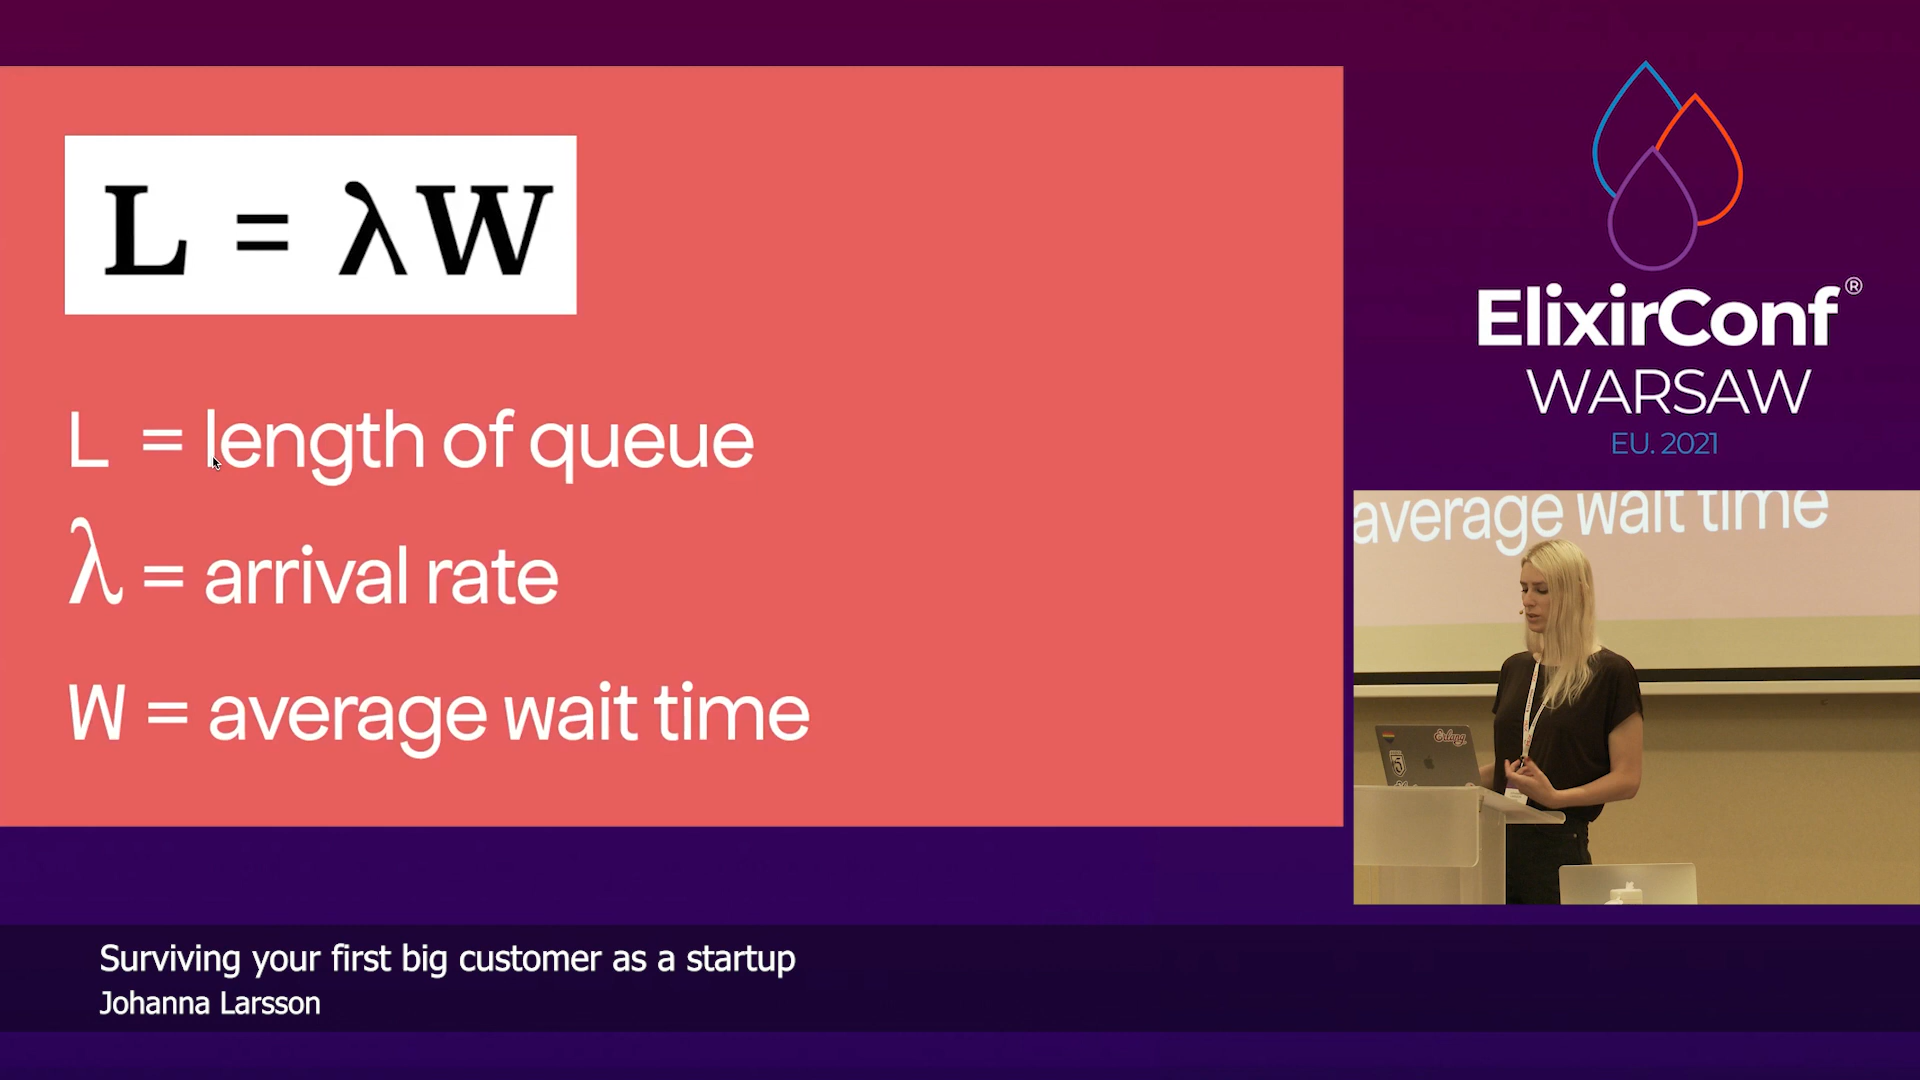 L = λW
L = length of queue
λ = arrival rate
W = average wait time
ElixirConf®
WARSAW
EU. 2021
average wait time
Erlang
Surviving your first big customer as a startup
Johanna Larsson